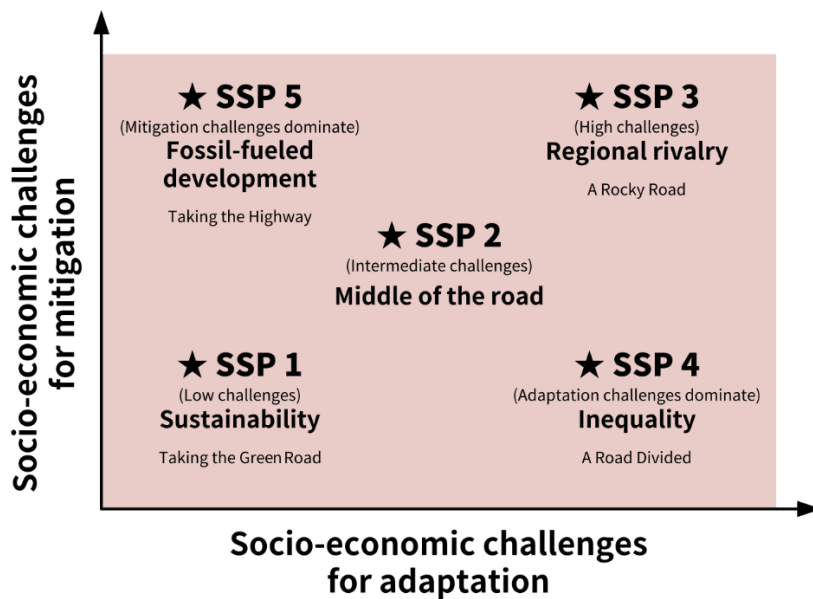 Socio-economic challenges
for mitigation
★ SSP 5
(Mitigation challenges dominate)
Fossil-fueled
development
Taking the Highway
★ SSP 3
(High challenges)
Regional rivalry
A Rocky Road
★ SSP 2
(Intermediate challenges)
Middle of the road
★ SSP 1
(Low challenges)
Sustainability
Taking the Green Road
★ SSP 4
(Adaptation challenges dominate)
Inequality
A Road Divided
Socio-economic challenges
for adaptation